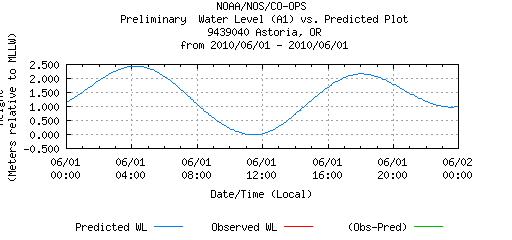 NOAA/NOS/CO-OPS
Preliminary Water Level (A1) vs. Predicted Plot
9439040 Astoria, OR
from 2010/06/01 - 2010/06/01
(Meters relative to MLLW)
2.500
2.000
1.500
1.000
0.500
0.000
-0.500
06/01 06/01 06/01 06/01 06/01 06/01 06/02
00:00 04:00 08:00 12:00 16:00 20:00 00:00
Date/Time (Local)
Predicted WL Observed WL (Obs-Pred)